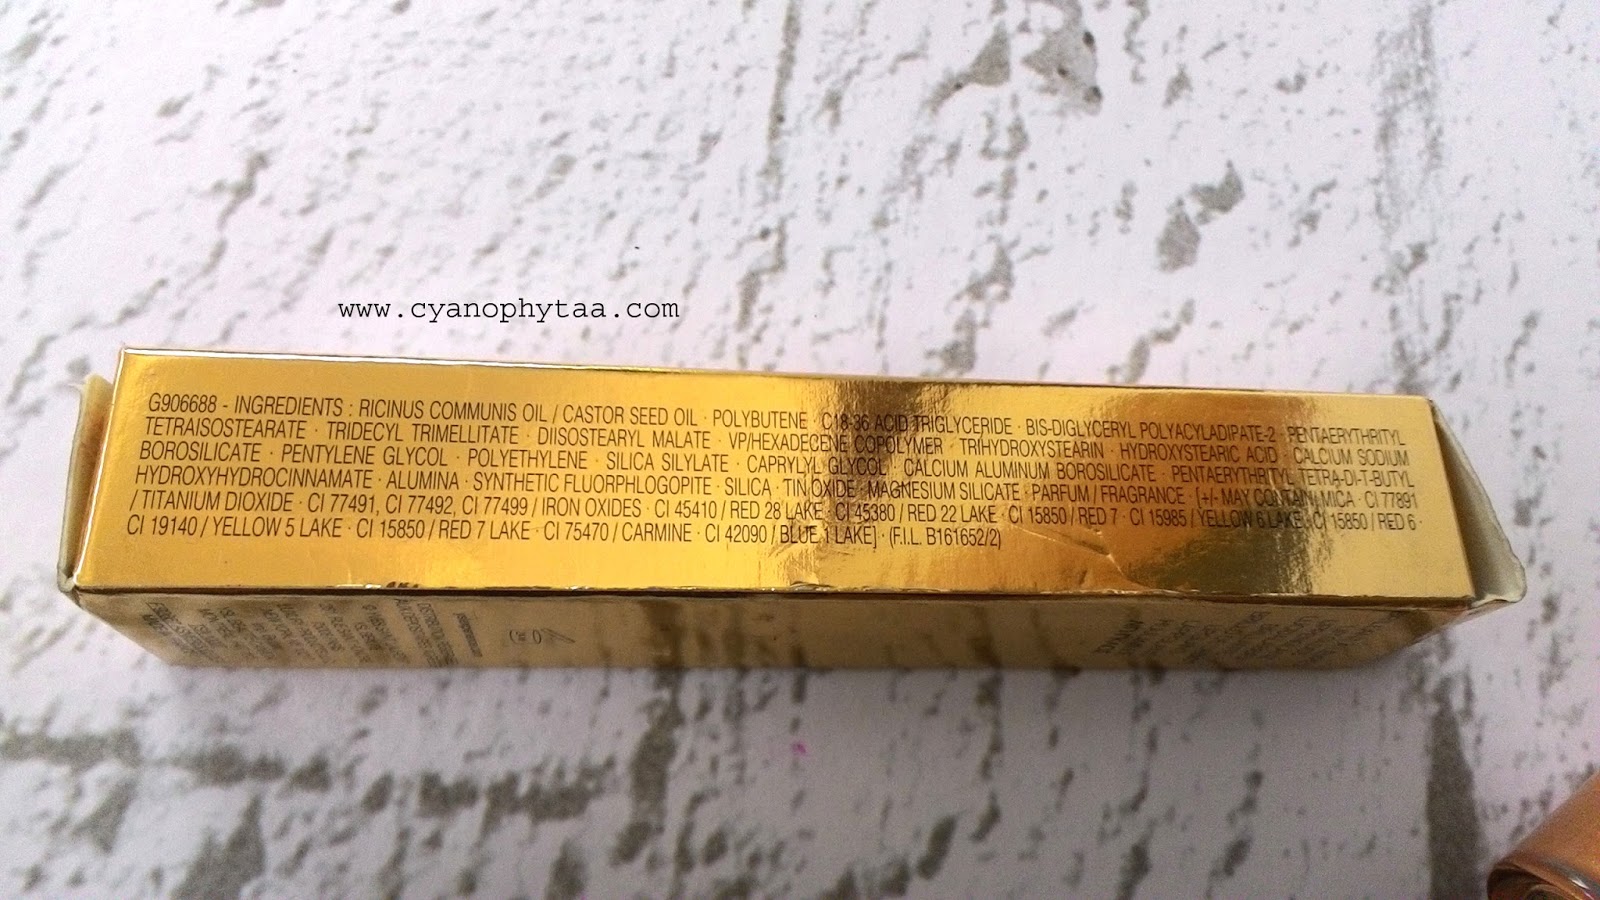 www.cyanophytaa.com
G906688 - INGREDIENTS : RICINUS COMMUNIS OIL / CASTOR SEED OIL · POLYBUTENE · C18-36 ACID TRIGLYCERIDE · BIS-DIGLYCERYL POLYACYLADIPATE-2 · PENTAERYTHRITYL
TETRAISOSTEARATE · TRIDECYL TRIMELLITATE · DIISOSTEARYL MALATE · VP/HEXADECENE COPOLYMER · TRIHYDROXYSTEARIN · HYDROXYSTEARIC ACID · CALCIUM SODIUM
BOROSILICATE · PENTYLENE GLYCOL · POLYETHYLENE · SILICA SILYLATE · CAPRYLYL GLYCOL · CALCIUM ALUMINUM BOROSILICATE · PENTAERYTHRITYL TETRA-DI-T-BUTYL
HYDROXYHYDROCINNAMATE · ALUMINA · SYNTHETIC FLUORPHLOGOPITE · SILICA · TIN OXIDE · MAGNESIUM SILICATE · PARFUM / FRAGRANCE · [+/- MAY CONTAIN MICA · CI 77891
/ TITANIUM DIOXIDE · CI 77491, CI 77492, CI 77499 / IRON OXIDES · CI 45410 / RED 28 LAKE · CI 45380 / RED 22 LAKE · CI 15850 / RED 7 · CI 15985 / YELLOW 6 LAKE · CI 15850 / RED 6 ·
CI 19140 / YELLOW 5 LAKE · CI 15850 / RED 7 LAKE · CI 75470 / CARMINE · CI 42090 / BLUE 1 LAKE] · (F.I.L. B161652/2)